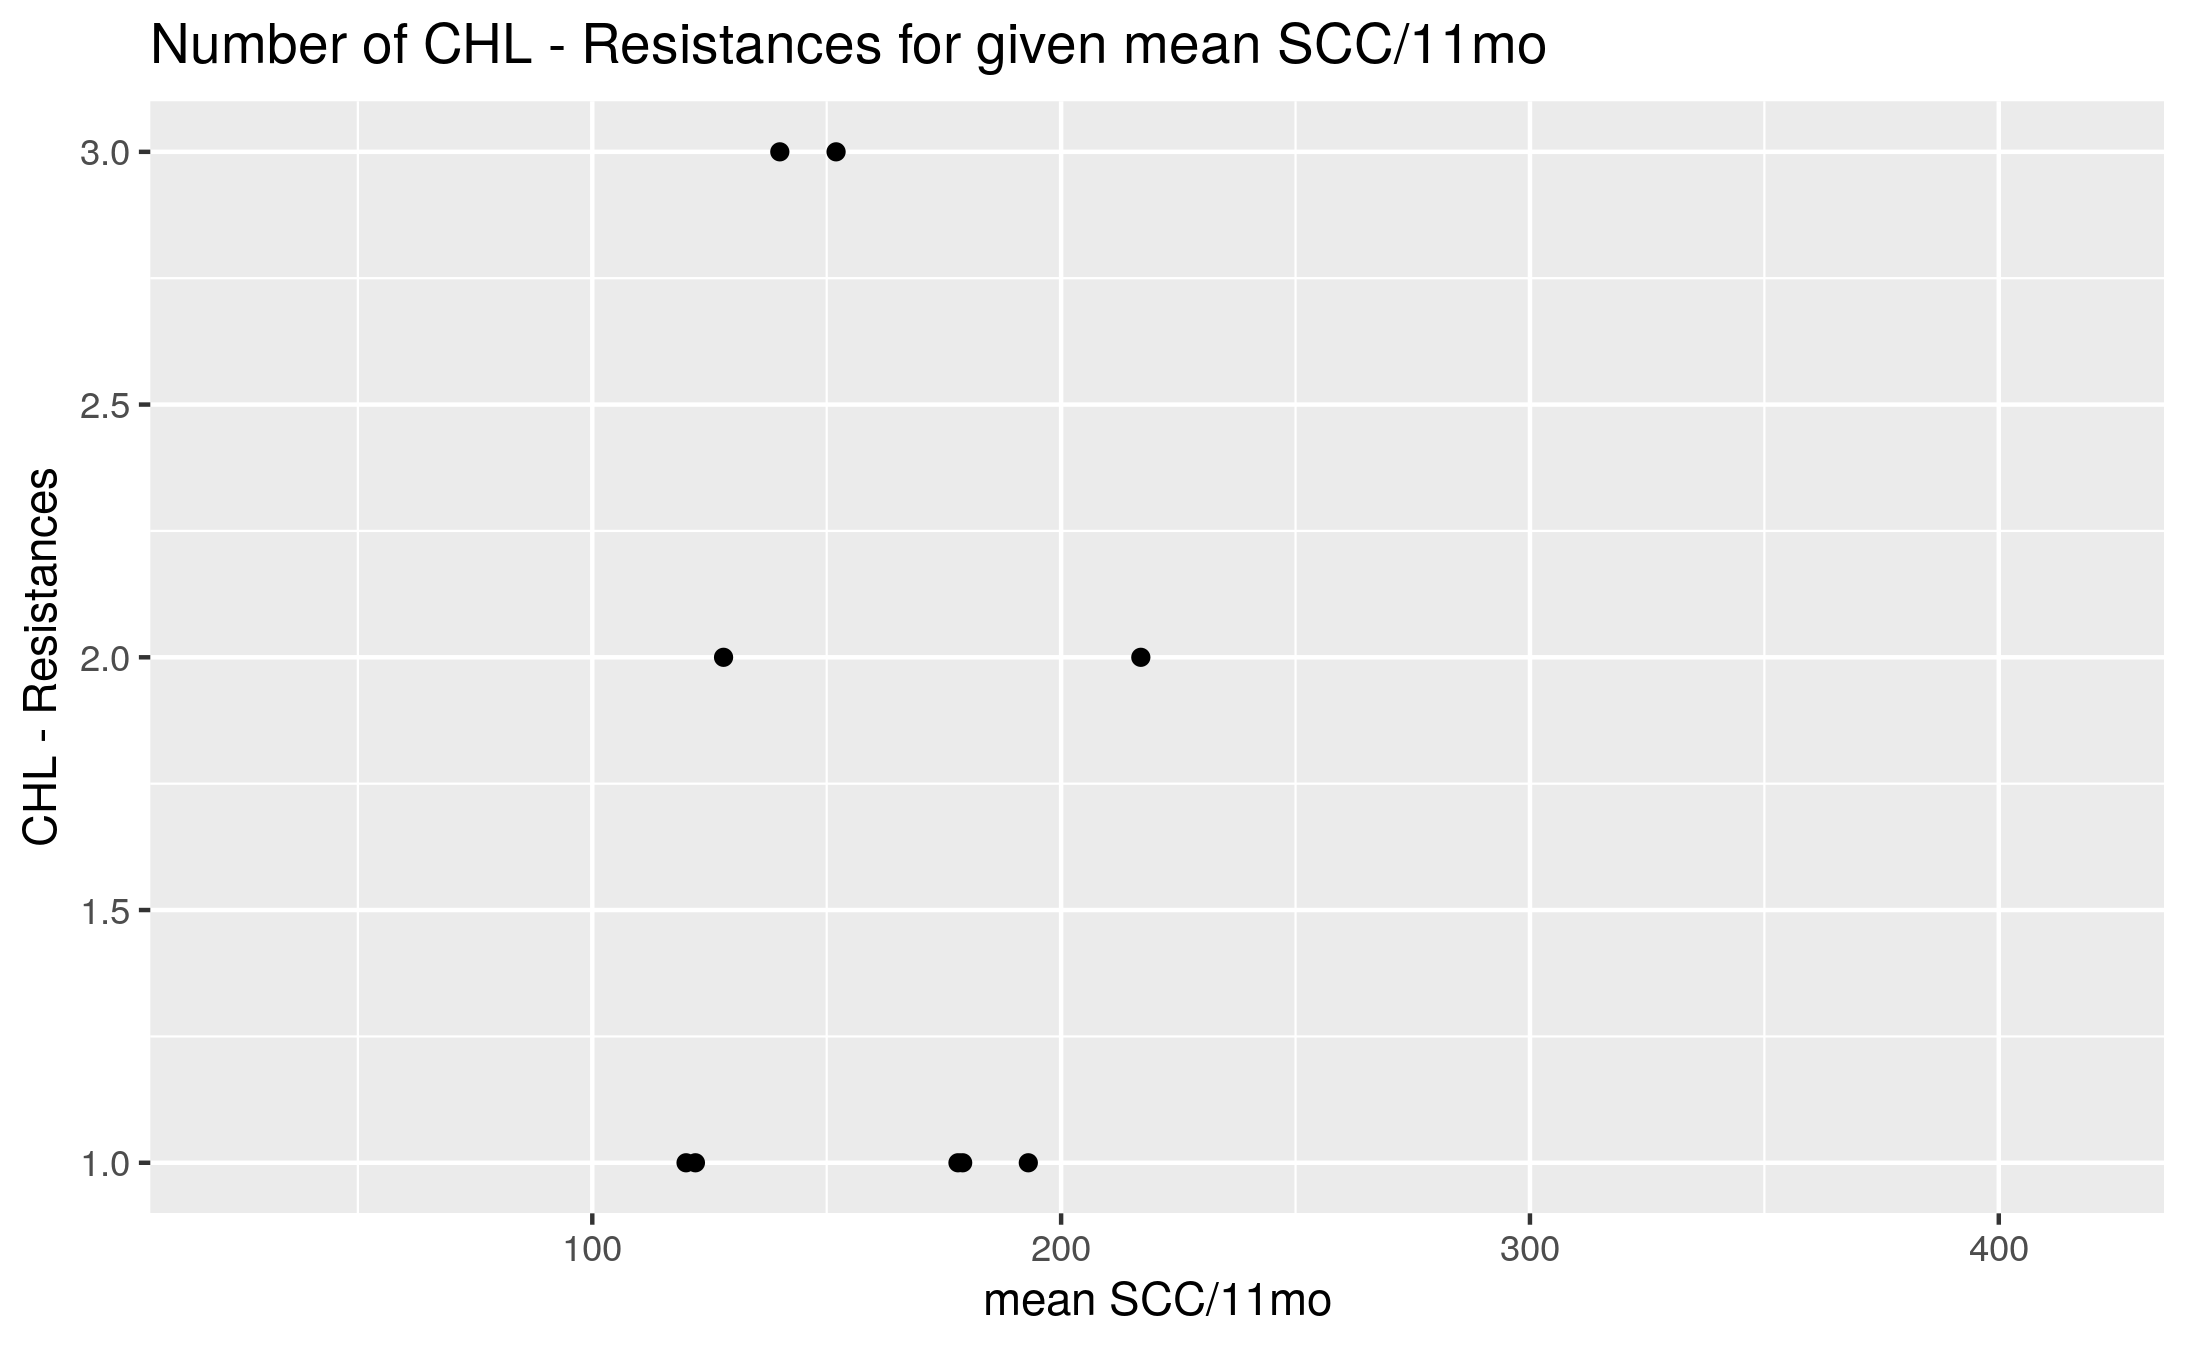 Number of CHL - Resistances for given mean SCC/11mo
3.0
2.5
2.0
1.5
1.0
CHL - Resistances
100 200 300 400
mean SCC/11mo